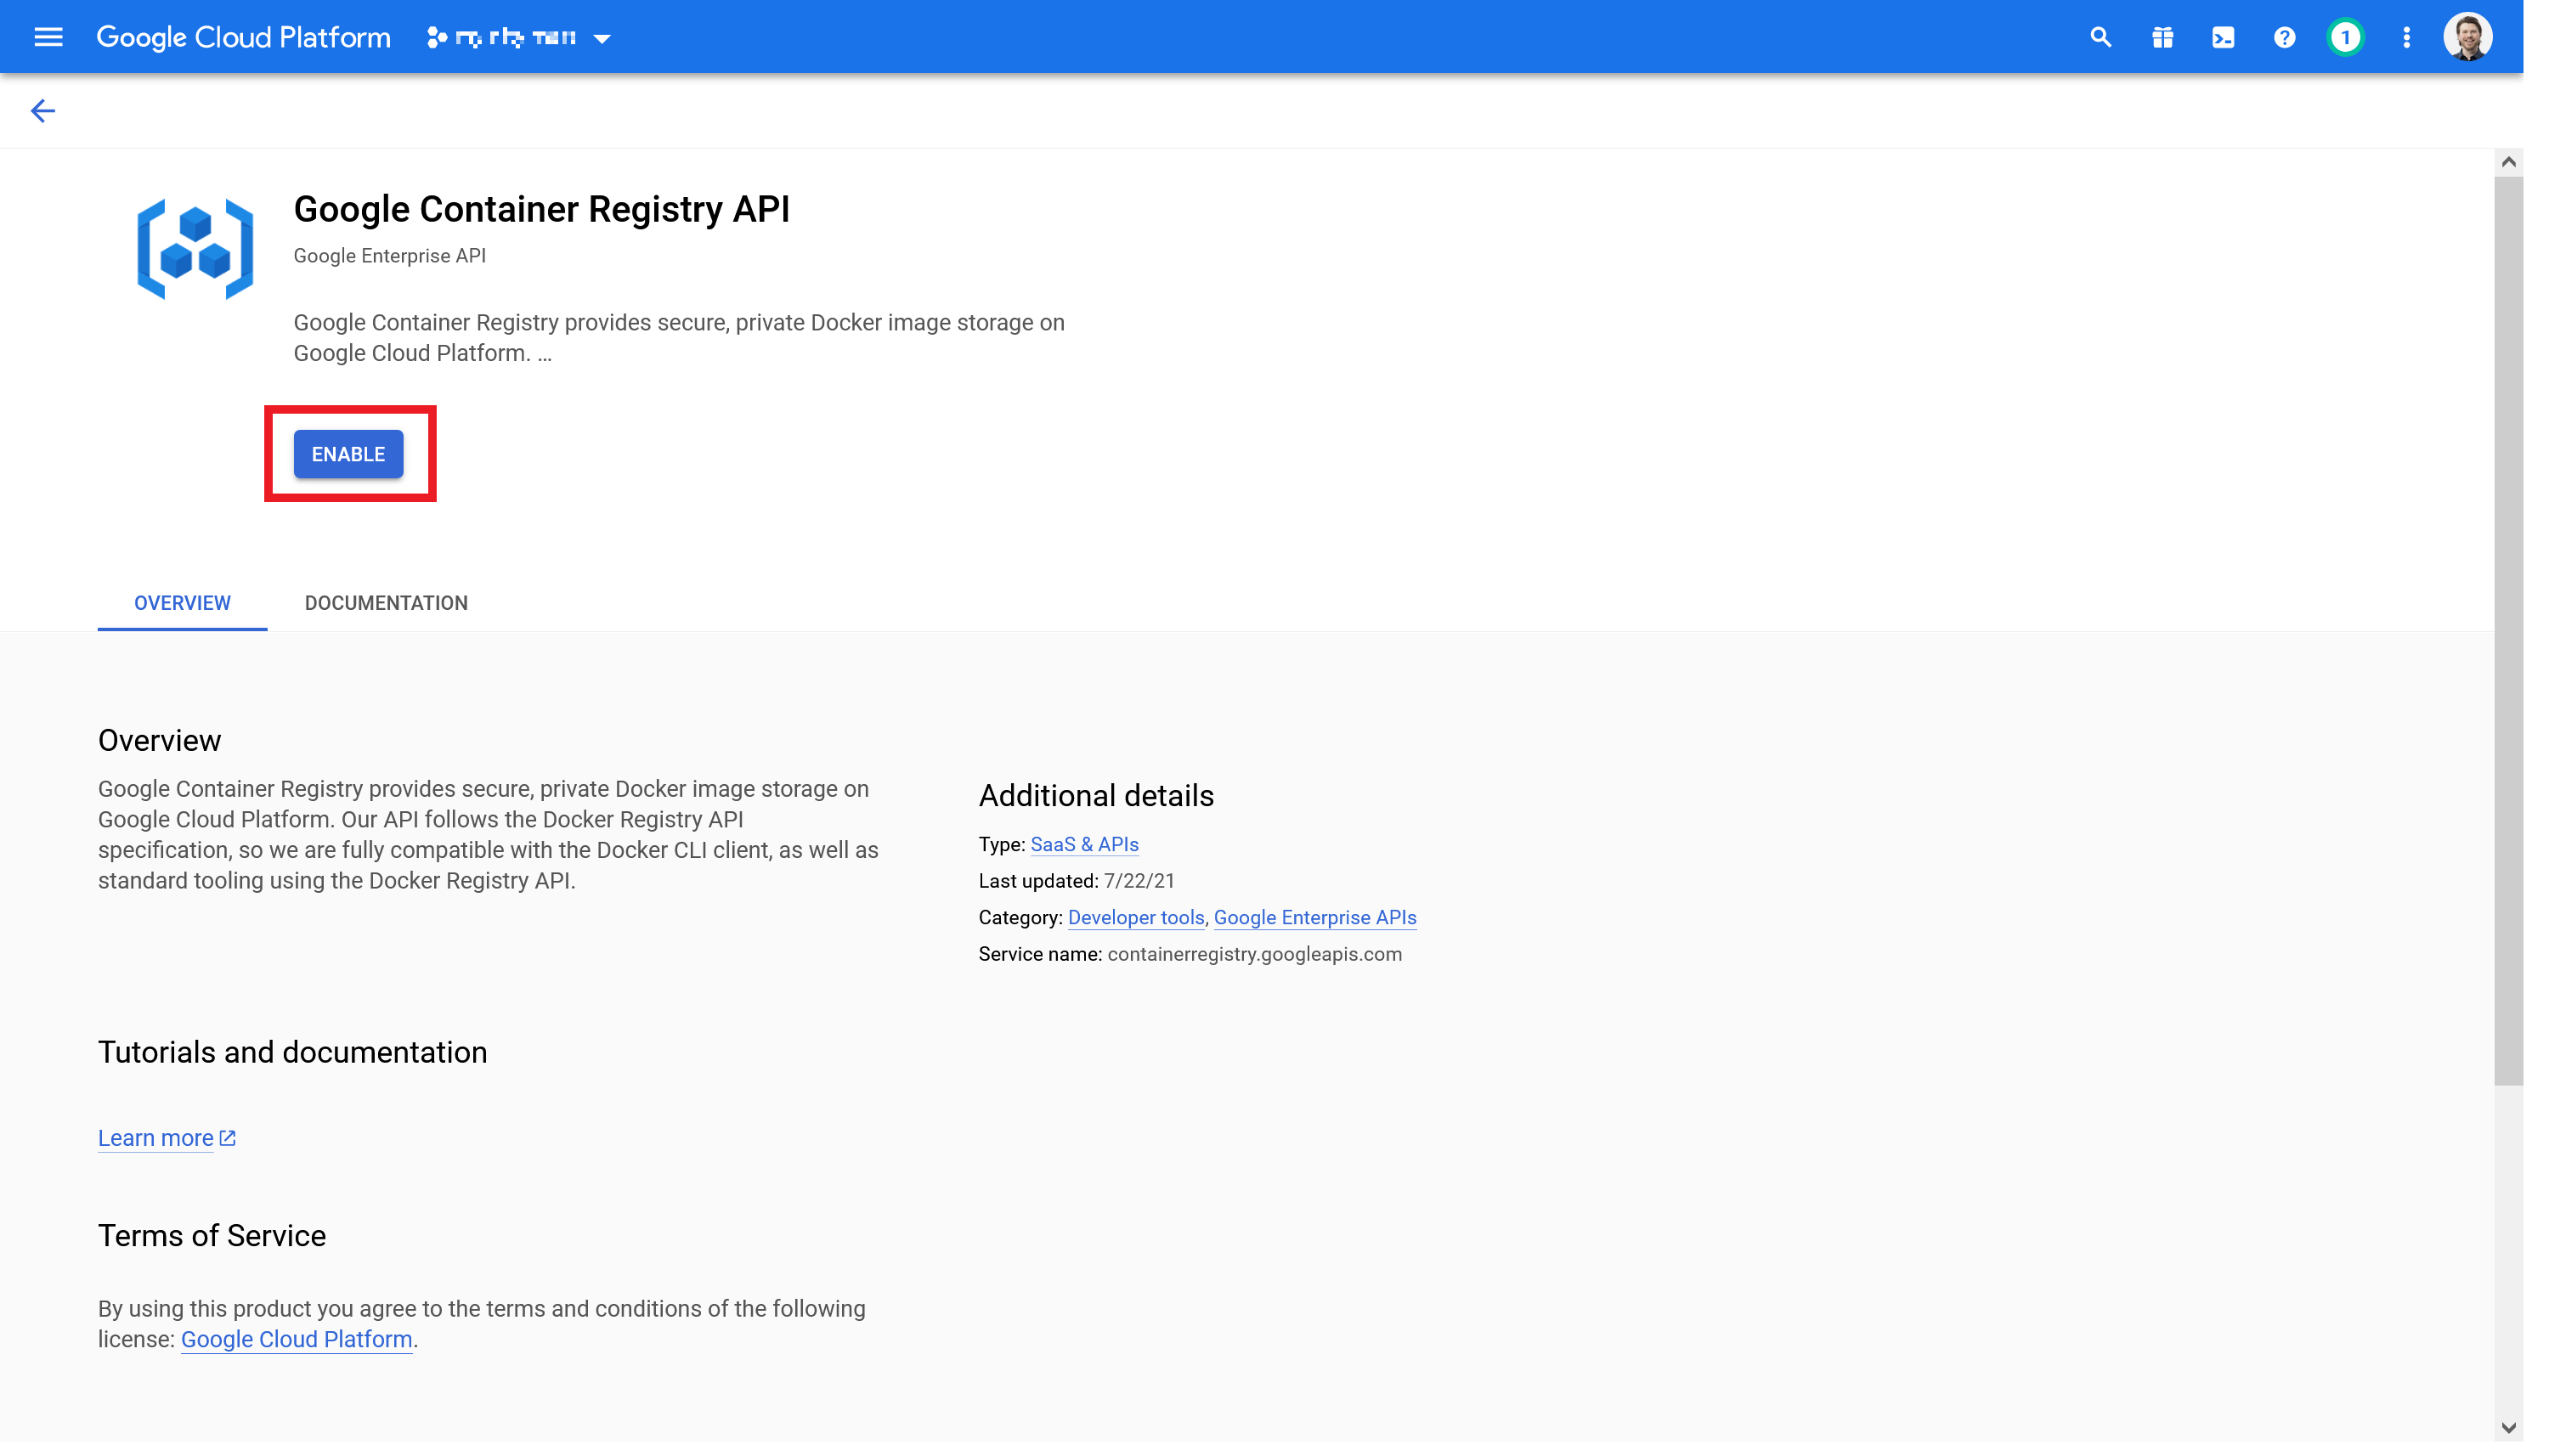 Google Cloud Platform
1
Google Container Registry API
Google Enterprise API
Google Container Registry provides secure, private Docker image storage on
Google Cloud Platform. ...
ENABLE
OVERVIEW DOCUMENTATION
Overview
Google Container Registry provides secure, private Docker image storage on
Google Cloud Platform. Our API follows the Docker Registry API
specification, so we are fully compatible with the Docker CLI client, as well as
standard tooling using the Docker Registry API.
Additional details
Type: SaaS & APIs
Last updated: 7/22/21
Category: Developer tools, Google Enterprise APIs
Service name: containerregistry.googleapis.com
Tutorials and documentation
Learn more
Terms of Service
By using this product you agree to the terms and conditions of the following
license: Google Cloud Platform.